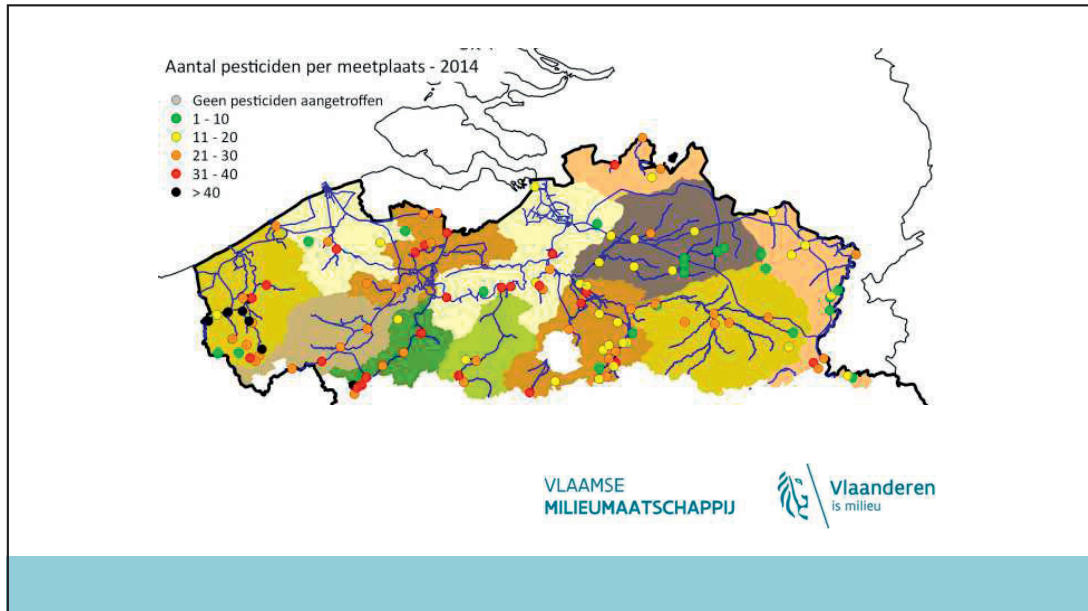 Aantal pesticiden per meetplaats - 2014
Geen pesticiden aangetroffen
1 - 10
11 - 20
21 - 30
31 - 40
> 40
VLAAMSE
MILIEUMAATSCHAPPIJ
Vlaanderen
is milieu